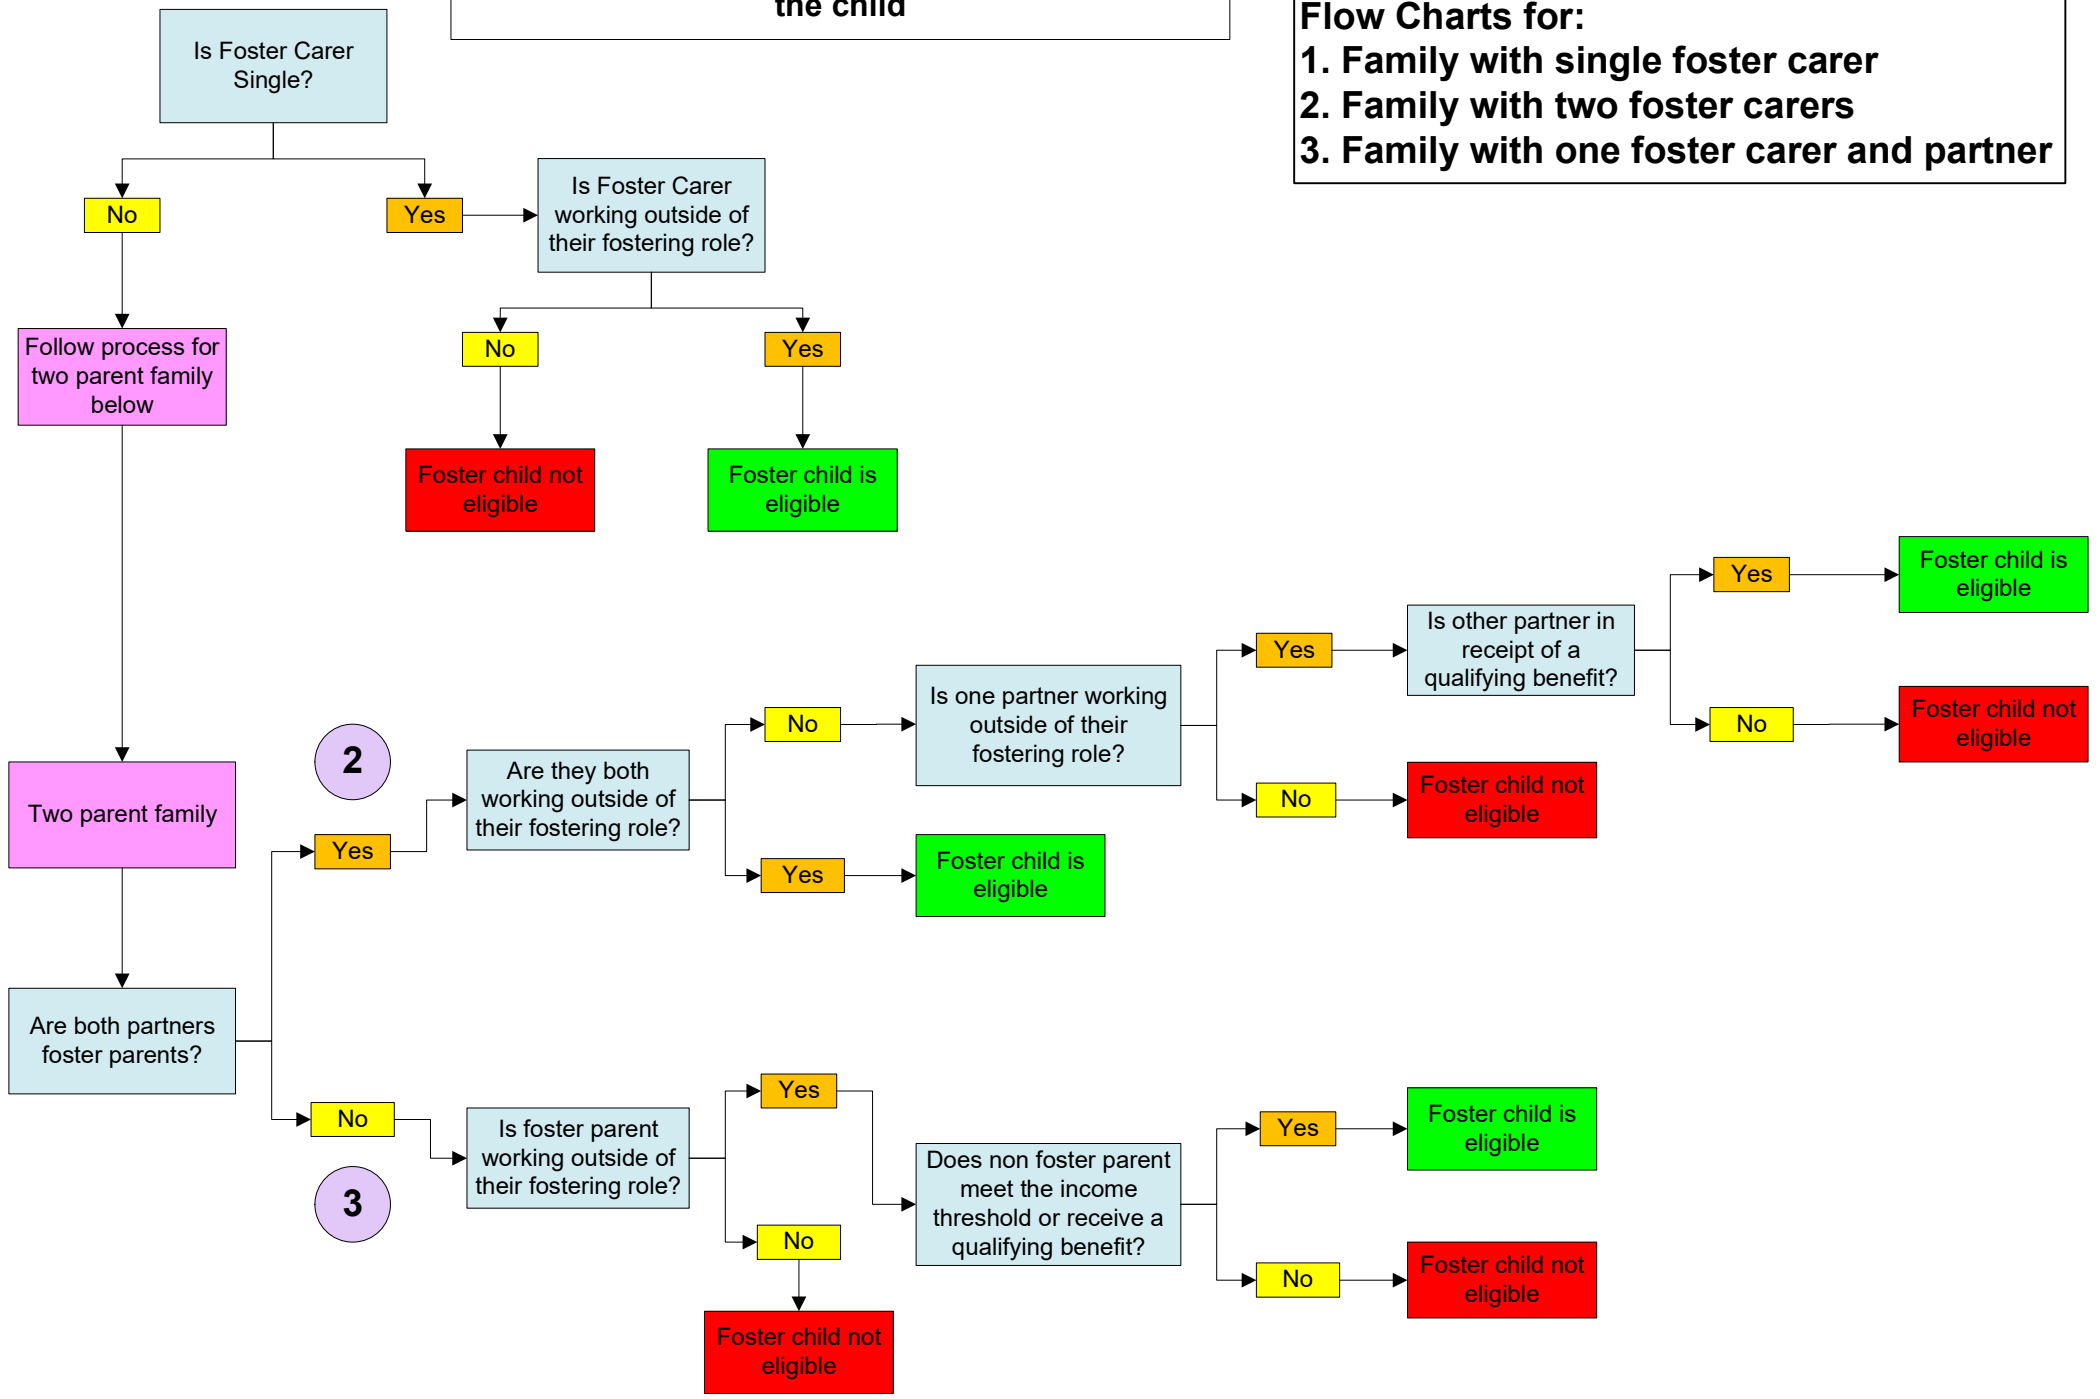 the child
Flow Charts for:
1. Family with single foster carer
2. Family with two foster carers
3. Family with one foster carer and partner
Is Foster Carer
Single?
No
Yes
Is Foster Carer
working outside of
their fostering role?
No
Yes
Follow process for
two parent family
below
Foster child not
eligible
Foster child is
eligible
Two parent family
Are both partners
foster parents?
2
Yes
Are they both
working outside of
their fostering role?
No
Is one partner working
outside of their
fostering role?
Yes
Is other partner in
receipt of a
qualifying benefit?
Yes
Foster child is
eligible
No
Foster child not
eligible
No
Foster child not
eligible
Yes
Foster child is
eligible
No
3
Is foster parent
working outside of
their fostering role?
Yes
Does non foster parent
meet the income
threshold or receive a
qualifying benefit?
Yes
Foster child is
eligible
No
Foster child not
eligible
No
Foster child not
eligible